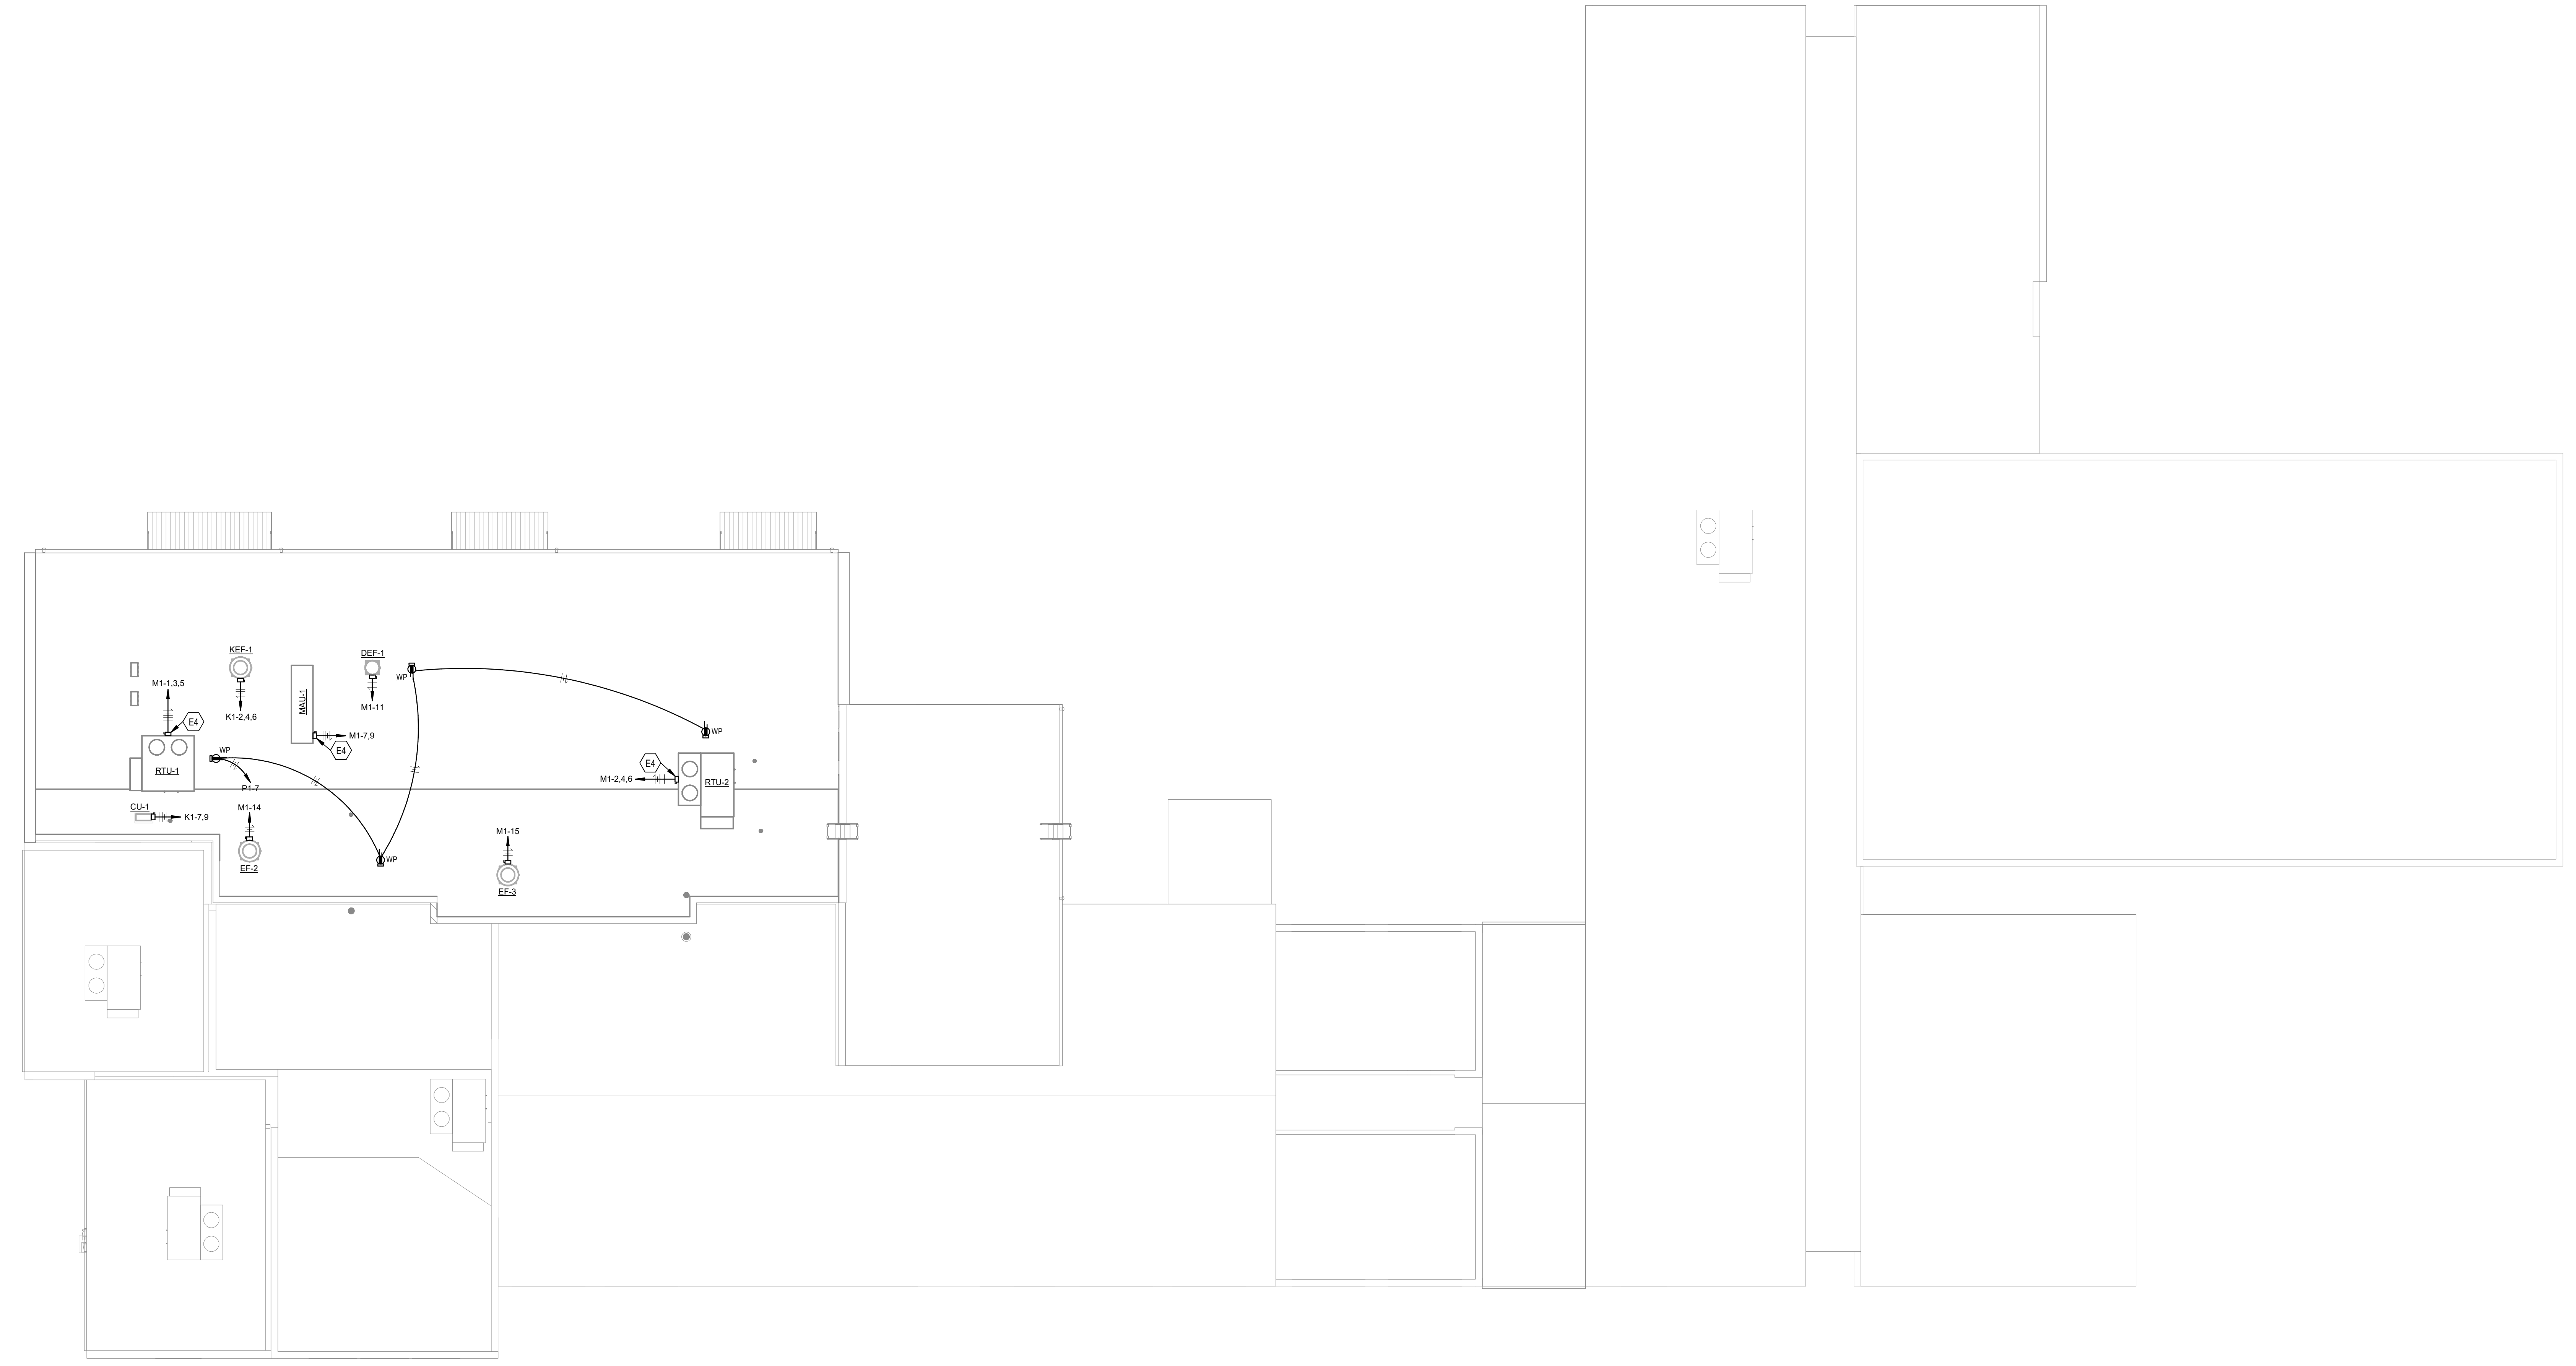 KEF-1
DEF-1
WP
M1-1,3,5
MAU-1
M1-11
K1-2,4,6
E4
WP
M1-7,9
E4
WP
E4
RTU-1
M1-2,4,6
RTU-2
P1-7
CU-1
M1-14
K1-7,9
M1-15
WP
EF-2
EF-3